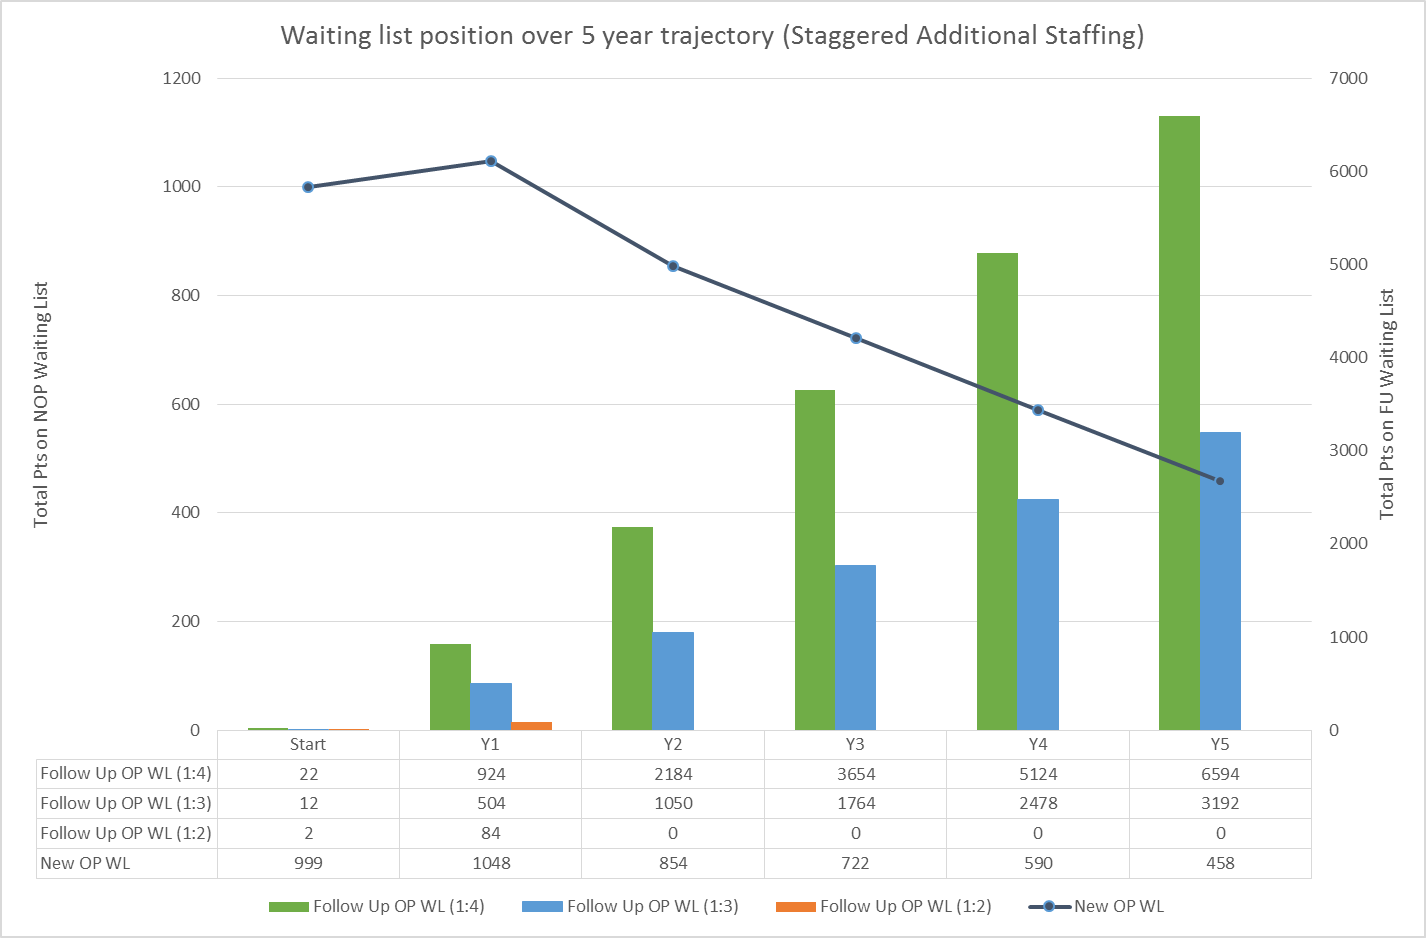 Waiting list position over 5 year trajectory (Staggered Additional Staffing)
1200
1000
800
600
400
200
0
Total Pts on NOP Waiting List
7000
6000
5000
4000
3000
2000
1000
0
Total Pts on FU Waiting List
Start Y1 Y2 Y3 Y4 Y5
Follow Up OP WL (1:4) 22 924 2184 3654 5124 6594
Follow Up OP WL (1:3) 12 504 1050 1764 2478 3192
Follow Up OP WL (1:2) 2 84 0 0 0 0
New OP WL 999 1048 854 722 590 458
Follow Up OP WL (1:4) Follow Up OP WL (1:3) Follow Up OP WL (1:2) New OP WL